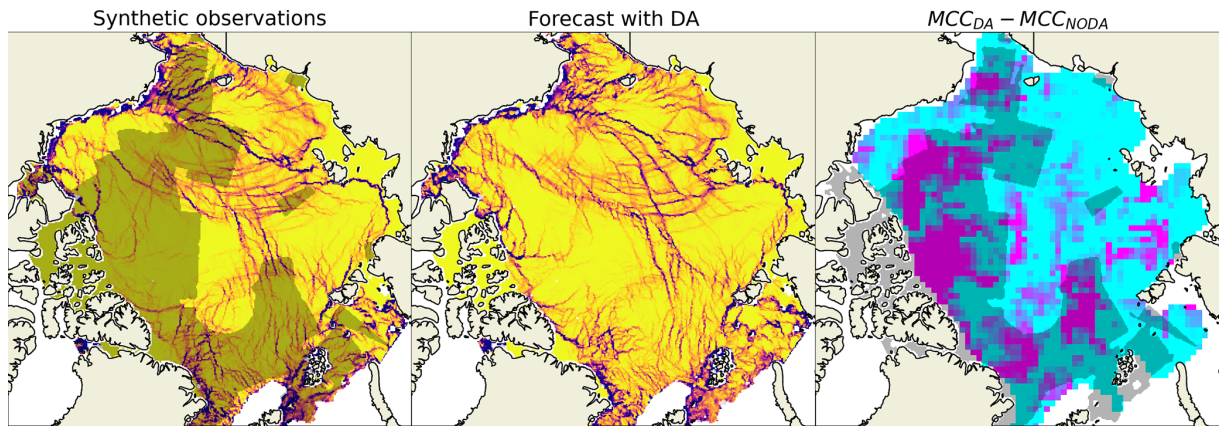 Synthetic observations
Forecast with DA
MCC_DA − MCC_NODA